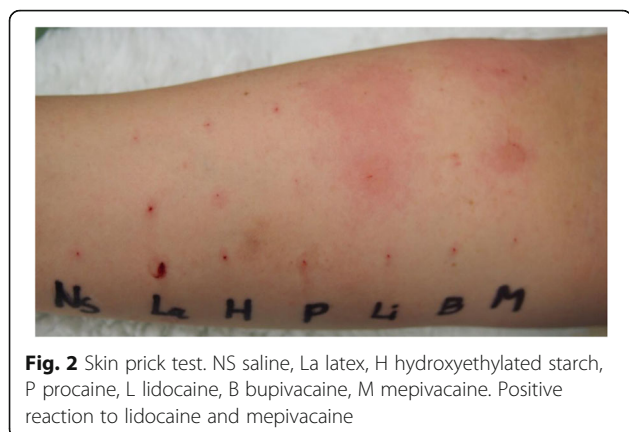 Ns La H P Li B M
Fig. 2 Skin prick test. NS saline, La latex, H hydroxyethylated starch,
P procaine, L lidocaine, B bupivacaine, M mepivacaine. Positive
reaction to lidocaine and mepivacaine